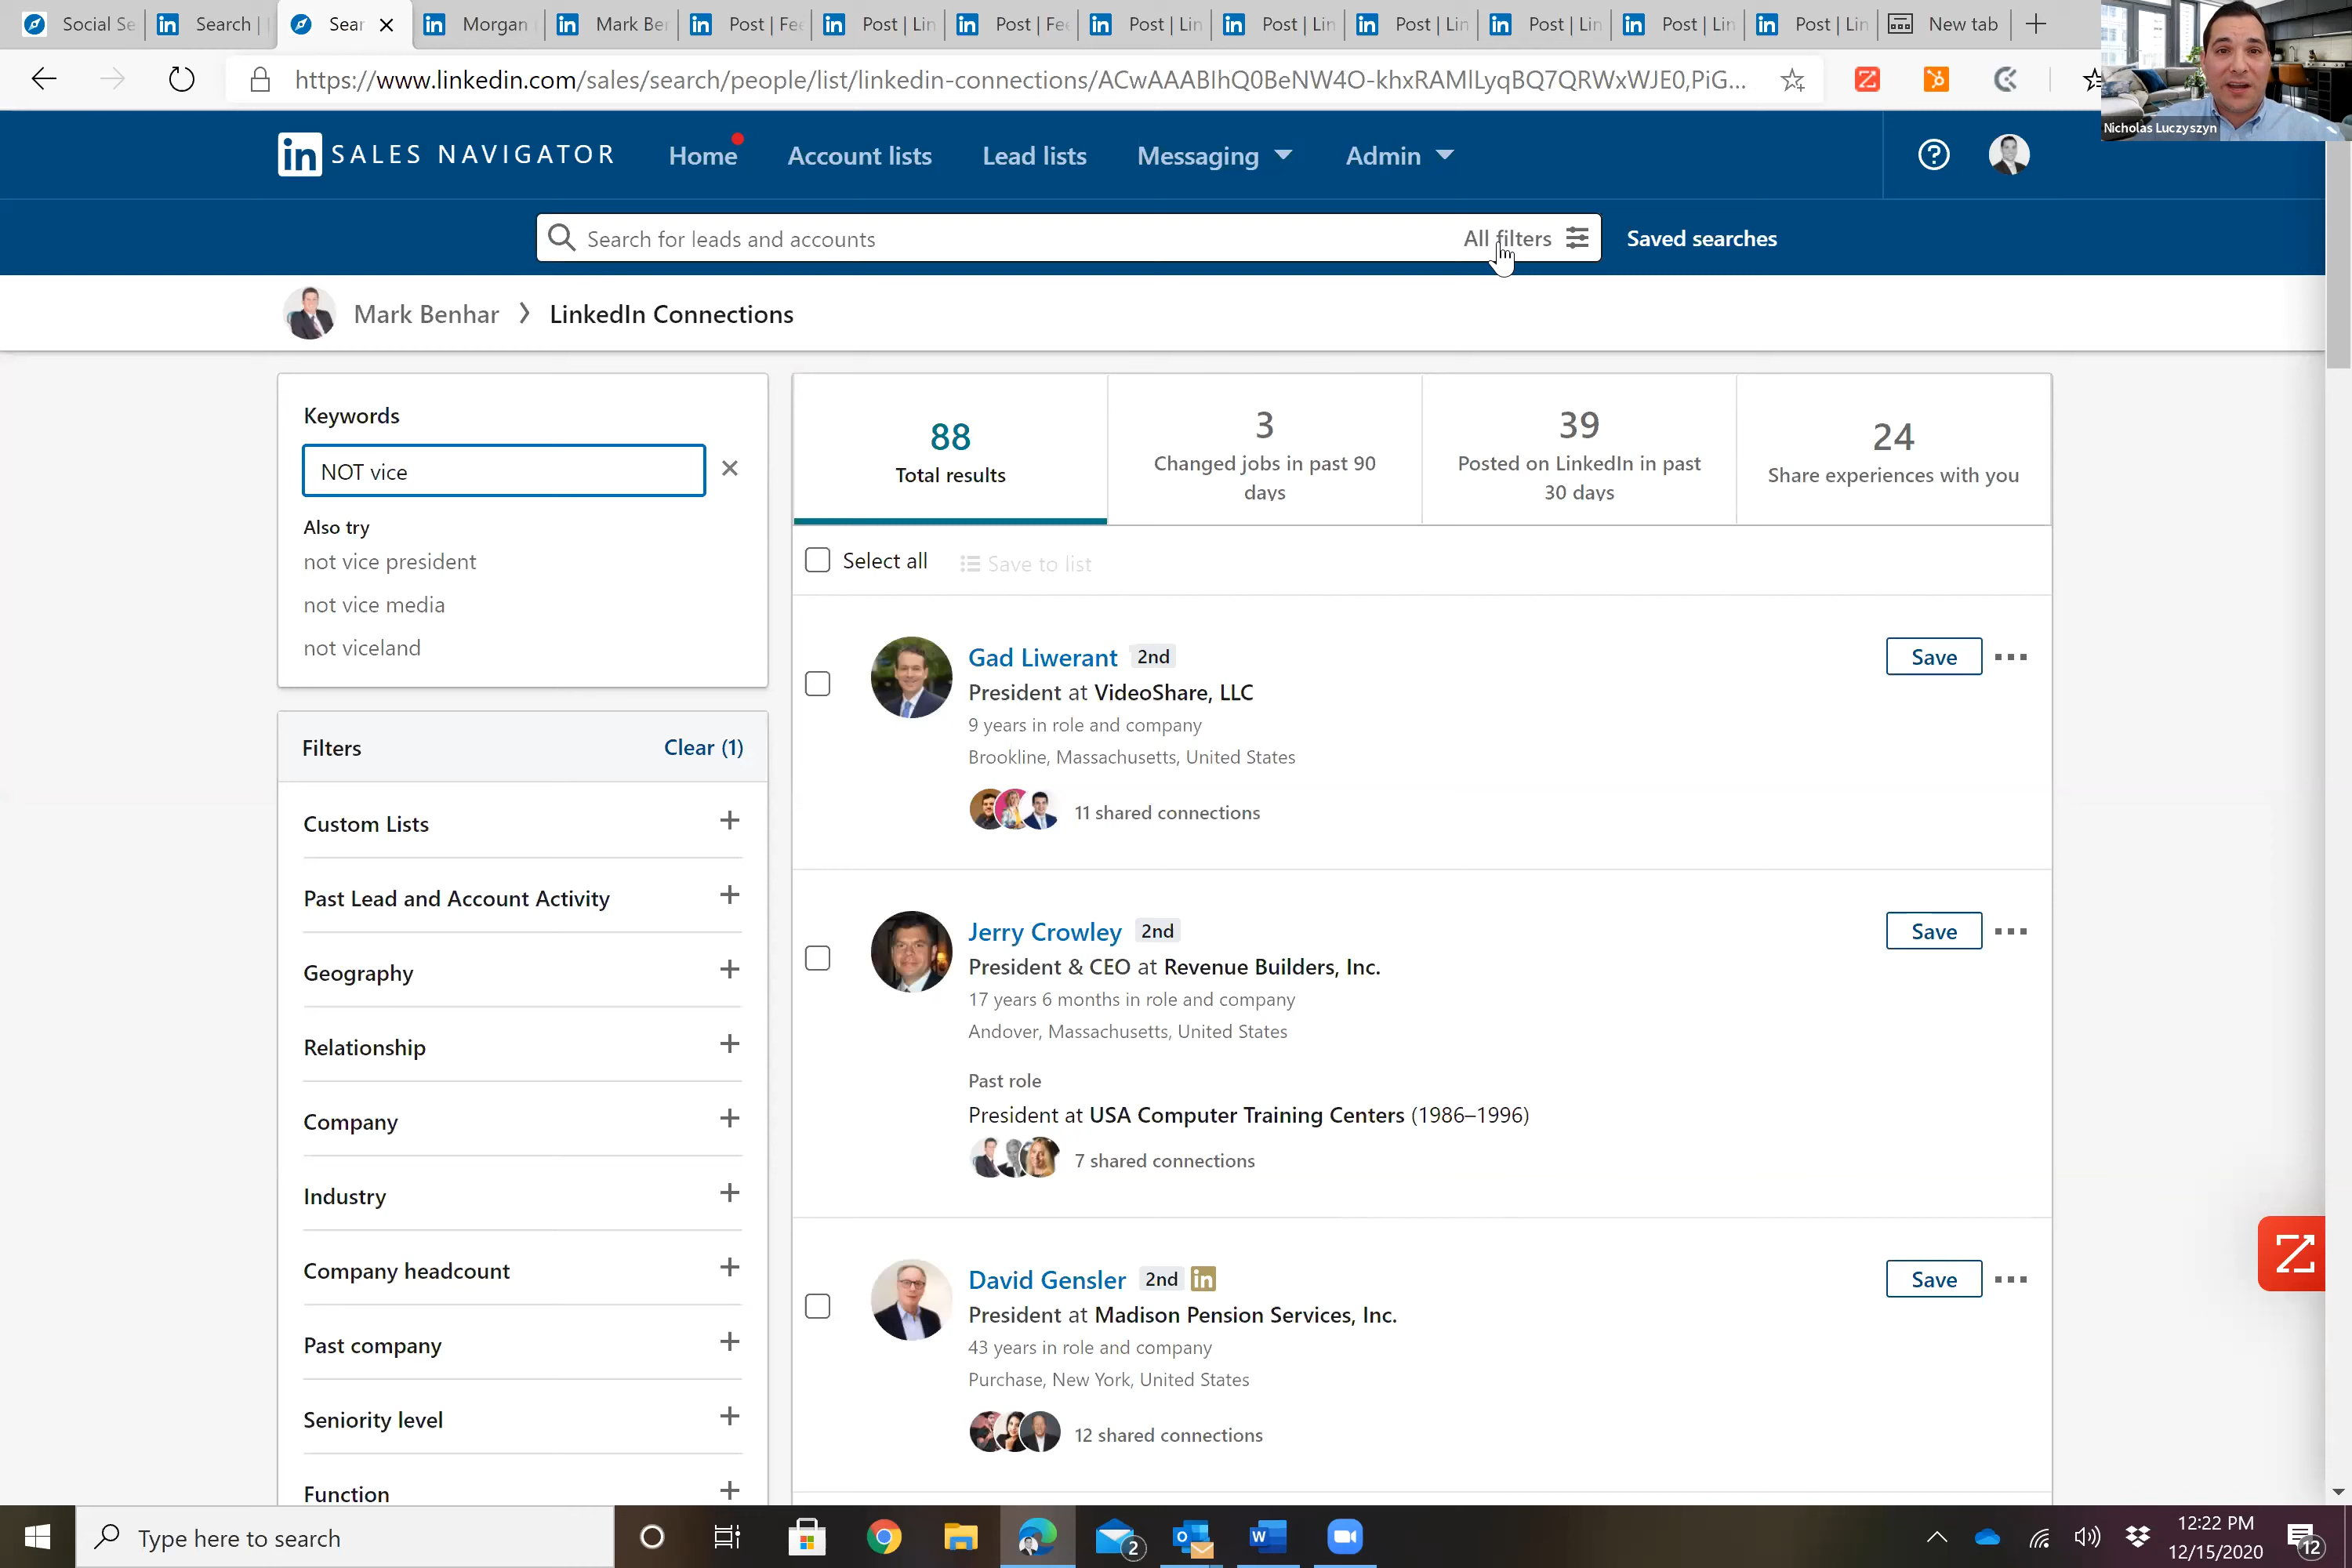 Social Se
Search |
Sear
Morgan
Mark Ber
Post | Fee
Post | Lin
Post | Fee
Post | Lin
Post | Lin
Post | Lin
Post | Lin
Post | Lin
Post | Lin
New tab
https://www.linkedin.com/sales/search/people/list/linkedin-connections/ACwAAABlhQ0BeNW4O-khxRAMlLyqBQ7QRWxWJE0,PiG...
Nicholas Luczyszyn
in SALES NAVIGATOR
Home
Account lists
Lead lists
Messaging
Admin
Search for leads and accounts
All filters
Saved searches
Mark Benhar
LinkedIn Connections
Keywords
NOT vice
Also try
not vice president
not vice media
not viceland
Filters
Clear (1)
Custom Lists
Past Lead and Account Activity
Geography
Relationship
Company
Industry
Company headcount
Past company
Seniority level
Function
88
Total results
3
Changed jobs in past 90
days
39
Posted on LinkedIn in past
30 days
24
Share experiences with you
Select all
Save to list
Gad Liwerant 2nd
Save
President at VideoShare, LLC
9 years in role and company
Brookline, Massachusetts, United States
11 shared connections
Jerry Crowley 2nd
Save
President & CEO at Revenue Builders, Inc.
17 years 6 months in role and company
Andover, Massachusetts, United States
Past role
President at USA Computer Training Centers (1986–1996)
7 shared connections
David Gensler 2nd in
Save
President at Madison Pension Services, Inc.
43 years in role and company
Purchase, New York, United States
12 shared connections
Type here to search
2
12:22 PM
12/15/2020
12